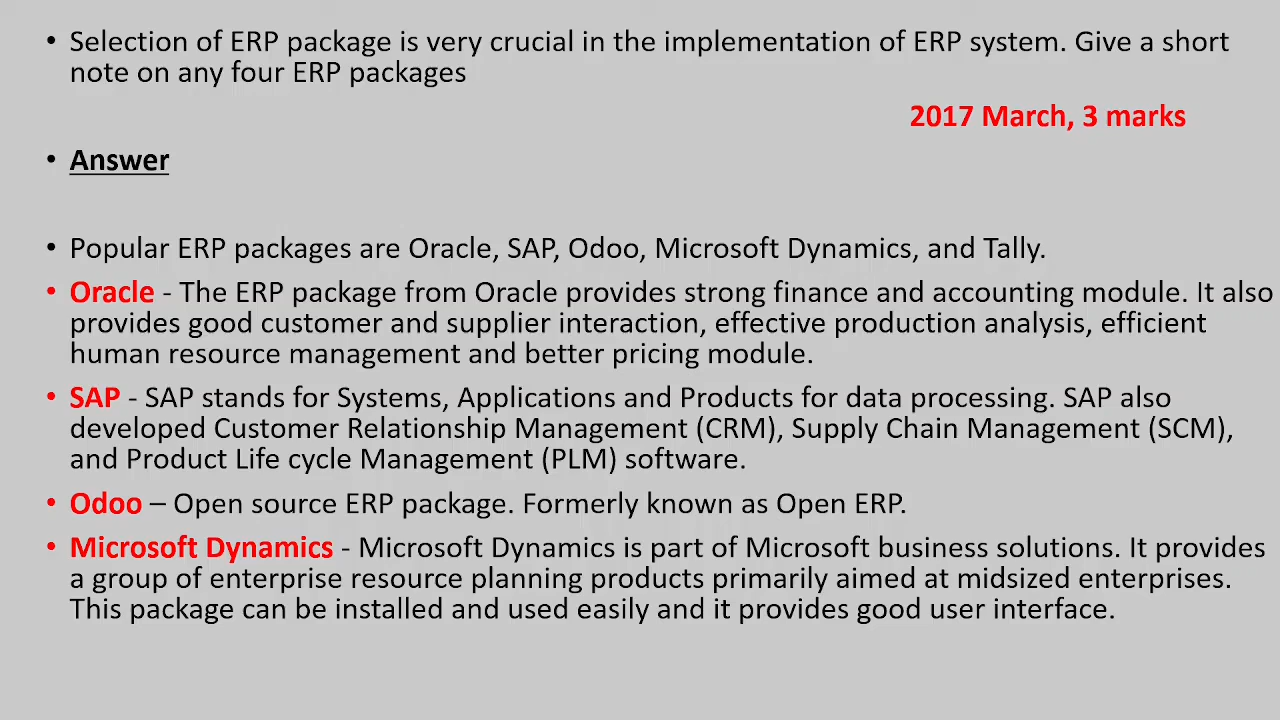 • Selection of ERP package is very crucial in the implementation of ERP system. Give a short
note on any four ERP packages
2017 March, 3 marks
• Answer
• Popular ERP packages are Oracle, SAP, Odoo, Microsoft Dynamics, and Tally.
• Oracle - The ERP package from Oracle provides strong finance and accounting module. It also
provides good customer and supplier interaction, effective production analysis, efficient
human resource management and better pricing module.
• SAP - SAP stands for Systems, Applications and Products for data processing. SAP also
developed Customer Relationship Management (CRM), Supply Chain Management (SCM),
and Product Life cycle Management (PLM) software.
• Odoo – Open source ERP package. Formerly known as Open ERP.
• Microsoft Dynamics - Microsoft Dynamics is part of Microsoft business solutions. It provides
a group of enterprise resource planning products primarily aimed at midsized enterprises.
This package can be installed and used easily and it provides good user interface.